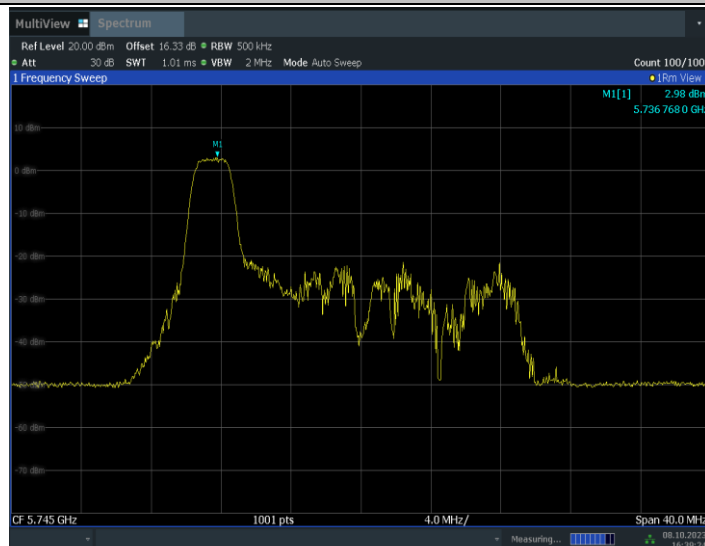 MultiView Spectrum
Ref Level 20.00 dBm Offset 16.33 dB RBW 500 kHz
Att 30 dB SWT 1.01 ms VBW 2 MHz Mode Auto Sweep Count 100/100
1 Frequency Sweep 1Rm View
M1[1] 2.98 dBm
5.736 768 0 GHz
10 dBm
M1
0 dBm
-10 dBm
-20 dBm
-30 dBm
-40 dBm
-50 dBm
-60 dBm
-70 dBm
CF 5.745 GHz 1001 pts 4.0 MHz/ Span 40.0 MHz
Measuring... 08.10.2023